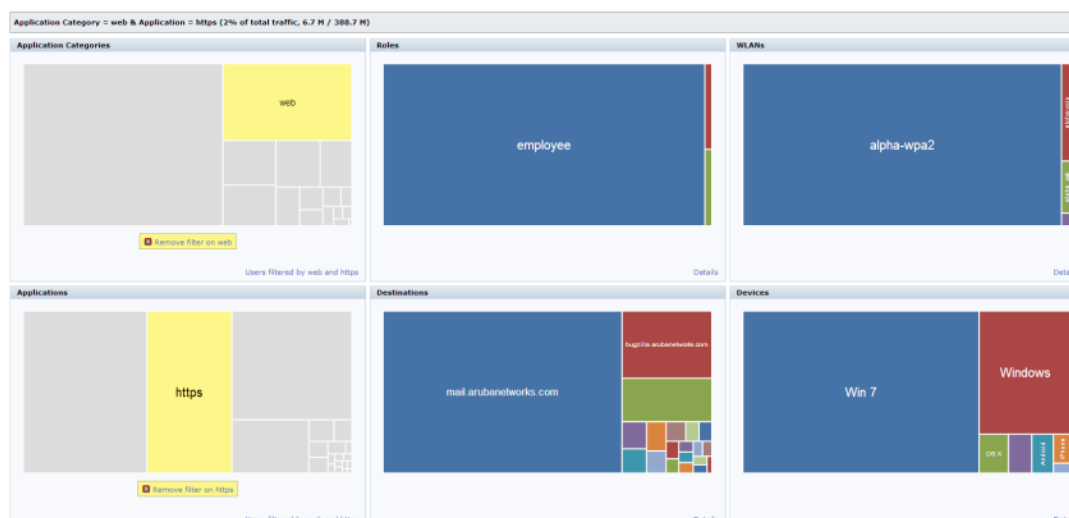 Application Category = web & Application = https (2% of total traffic, 6.7 M / 388.7 M)
Application Categories
Roles
WLANs
web
employee
alpha-wpa2
Remove filter on web
Users filtered by web and https
Details
Applications
Destinations
Devices
https
mail.arubanetworks.com
bugzilla.arubanetworks.com
Win 7
Windows
OS X
Android
iPhone
Remove filter on https